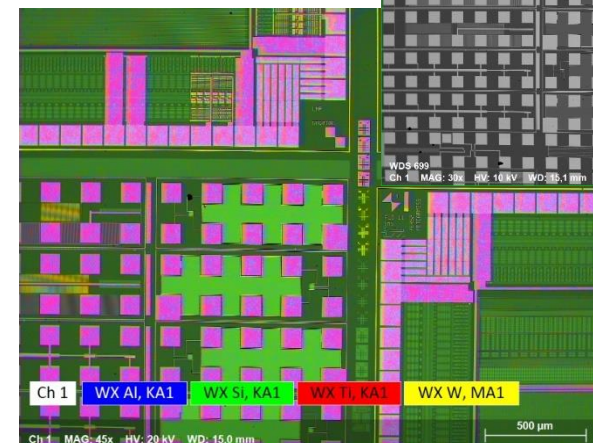 WDS 699
Ch 1 MAG: 30x HV: 10 kV WD: 15,1 mm
Ch 1
WX Al, KA1
WX Si, KA1
WX Ti, KA1
WX W, MA1
500 µm
Ch 1 MAG: 45x HV: 20 kV WD: 15.0 mm